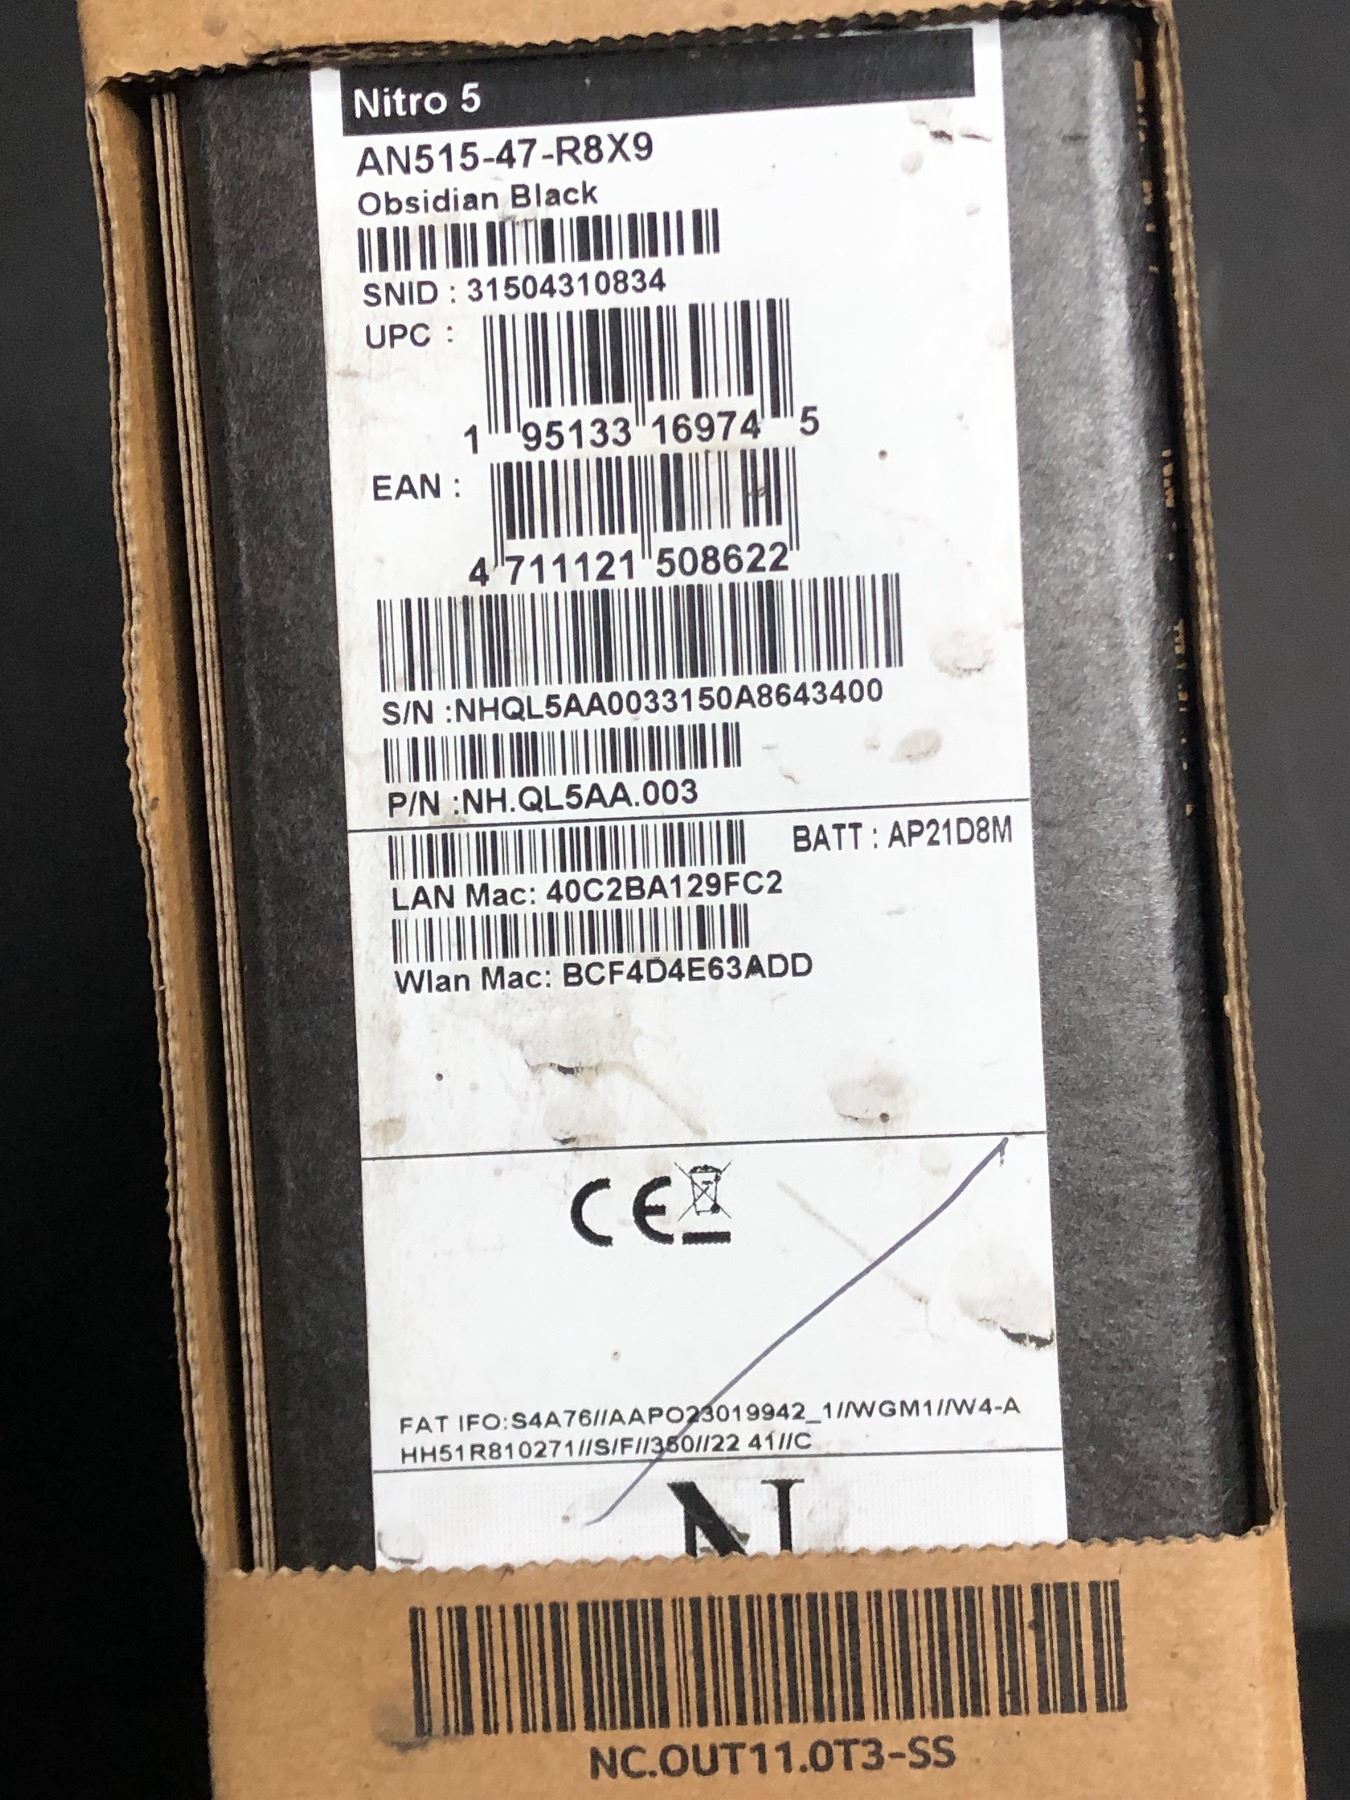 Nitro 5
AN515-47-R8X9
Obsidian Black
SNID : 31504310834
UPC :
1 95133 16974 5
EAN :
4 711121 508622
S/N :NHQL5AA0033150A8643400
P/N :NH.QL5AA.003
BATT : AP21D8M
LAN Mac: 40C2BA129FC2
Wlan Mac: BCF4D4E63ADD
CE
FAT IFO:S4A76//AAPO23019942_1//WGM1//W4-A
HH51R810271//S/F//350//22 41//C
N
NC.OUT11.0T3-SS